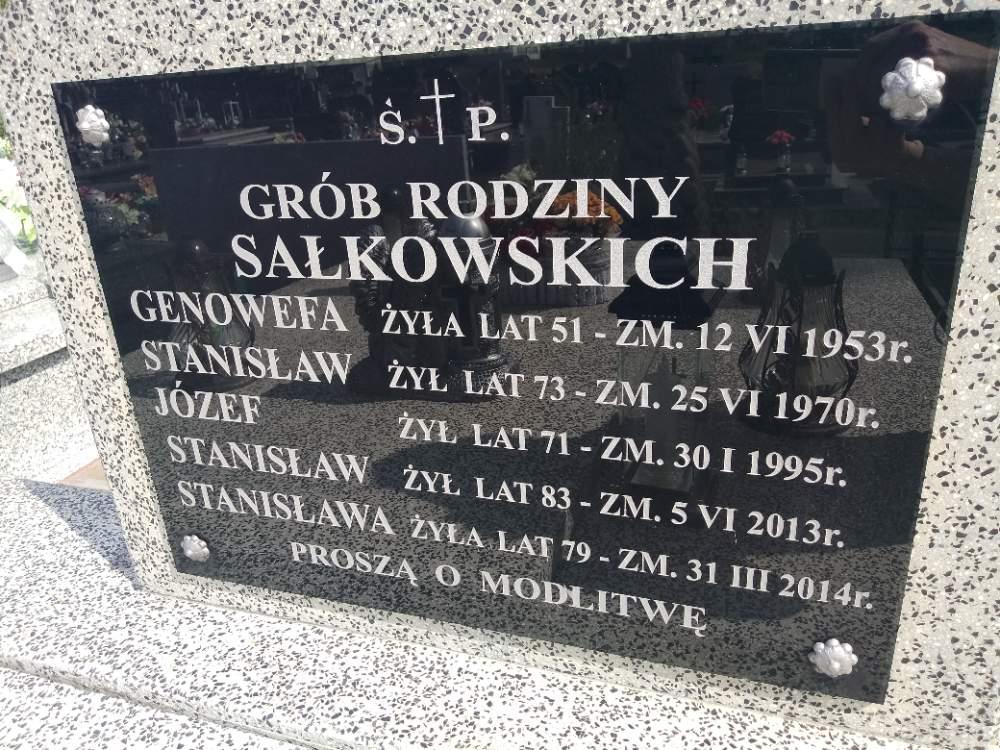 Ś. P.
GRÓB RODZINY
SAŁKOWSKICH
GENOWEFA ŻYŁA LAT 51 - ZM. 12 VI 1953r.
STANISŁAW ŻYŁ LAT 73 - ZM. 25 VI 1970r.
JÓZEF ŻYŁ LAT 71 - ZM. 30 I 1995r.
STANISŁAW ŻYŁ LAT 83 - ZM. 5 VI 2013r.
STANISŁAWA ŻYŁA LAT 79 - ZM. 31 III 2014r.
PROSZĄ O MODLITWĘ